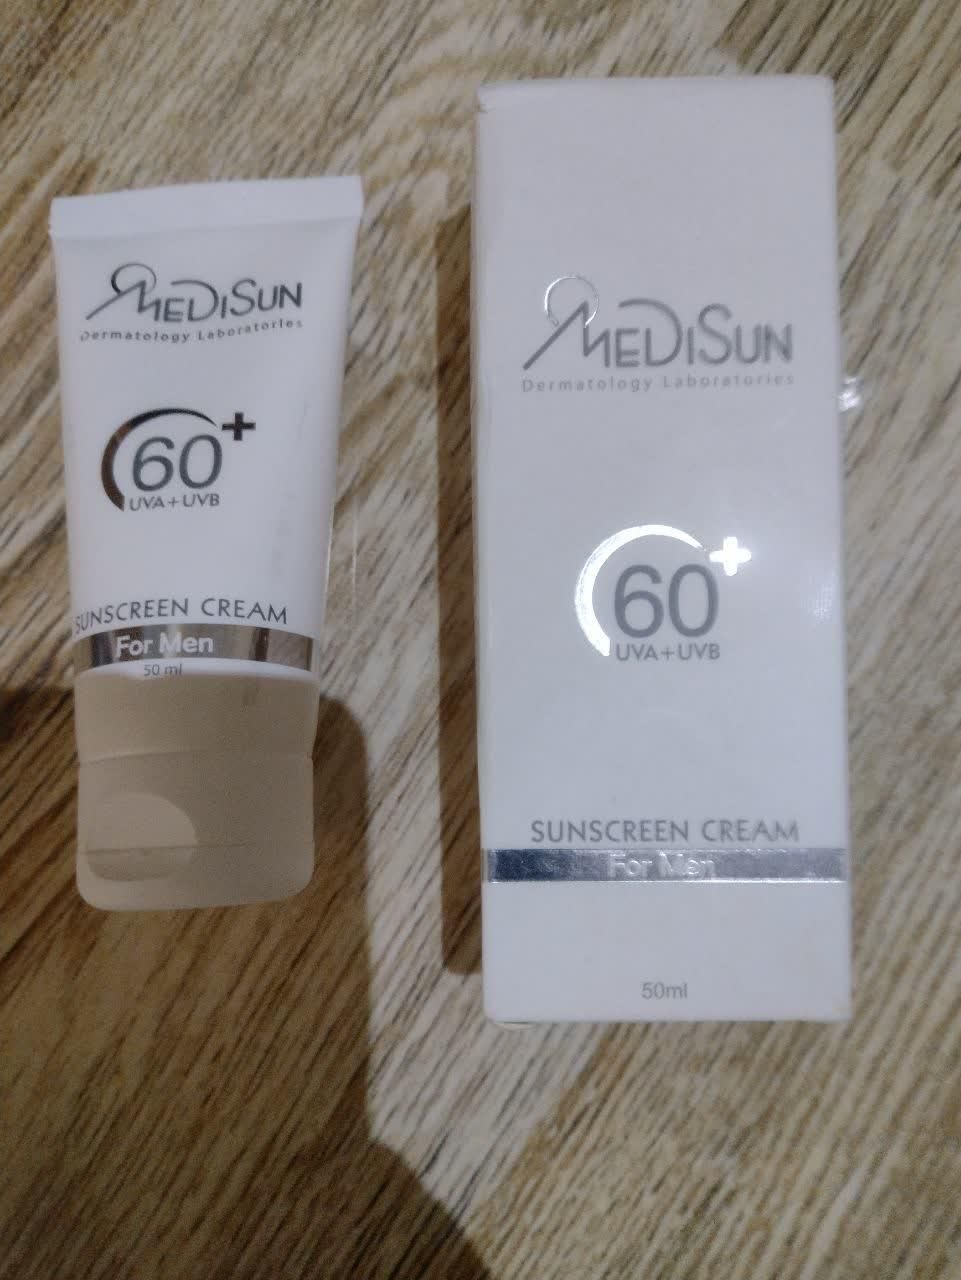 MEDISUN
Dermatology Laboratories
60+
UVA+UVB
SUNSCREEN CREAM
For Men
50 ml
MEDISUN
Dermatology Laboratories
60+
UVA+UVB
SUNSCREEN CREAM
For Men
50ml